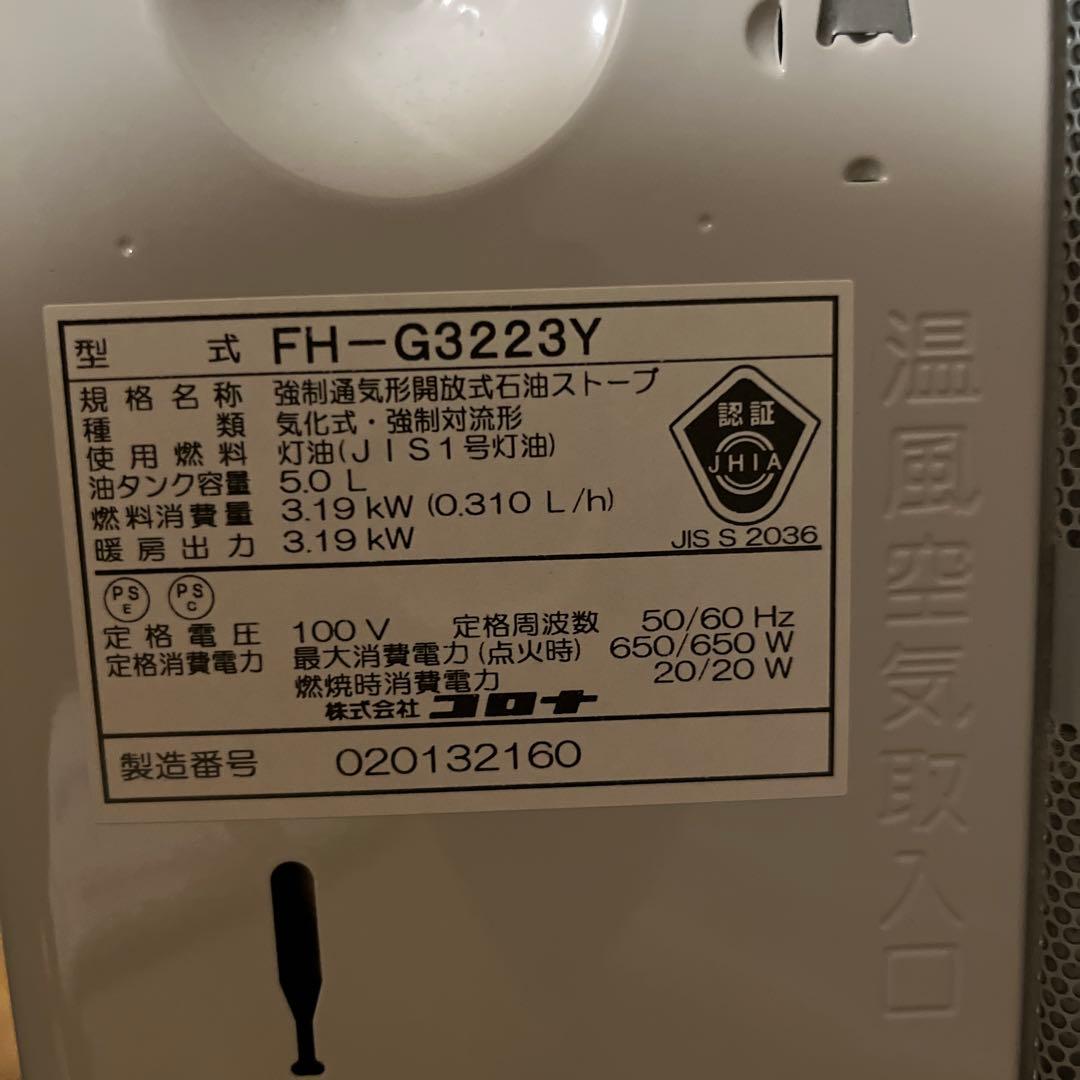 型式 FH-G3223Y
規格名称 強制通気形開放式石油ストーブ
種類 気化式・強制対流形
使用燃料 灯油(JIS1号灯油)
油タンク容量 5.0 L
燃料消費量 3.19 kW (0.310 L/h)
暖房出力 3.19 kW
認証
JHIA
JIS S 2036
PS E
PS C
定格電圧 100 V 定格周波数 50/60 Hz
定格消費電力 最大消費電力(点火時) 650/650 W
燃焼時消費電力 20/20 W
株式会社 コロナ
製造番号 020132160
温風空気取入口